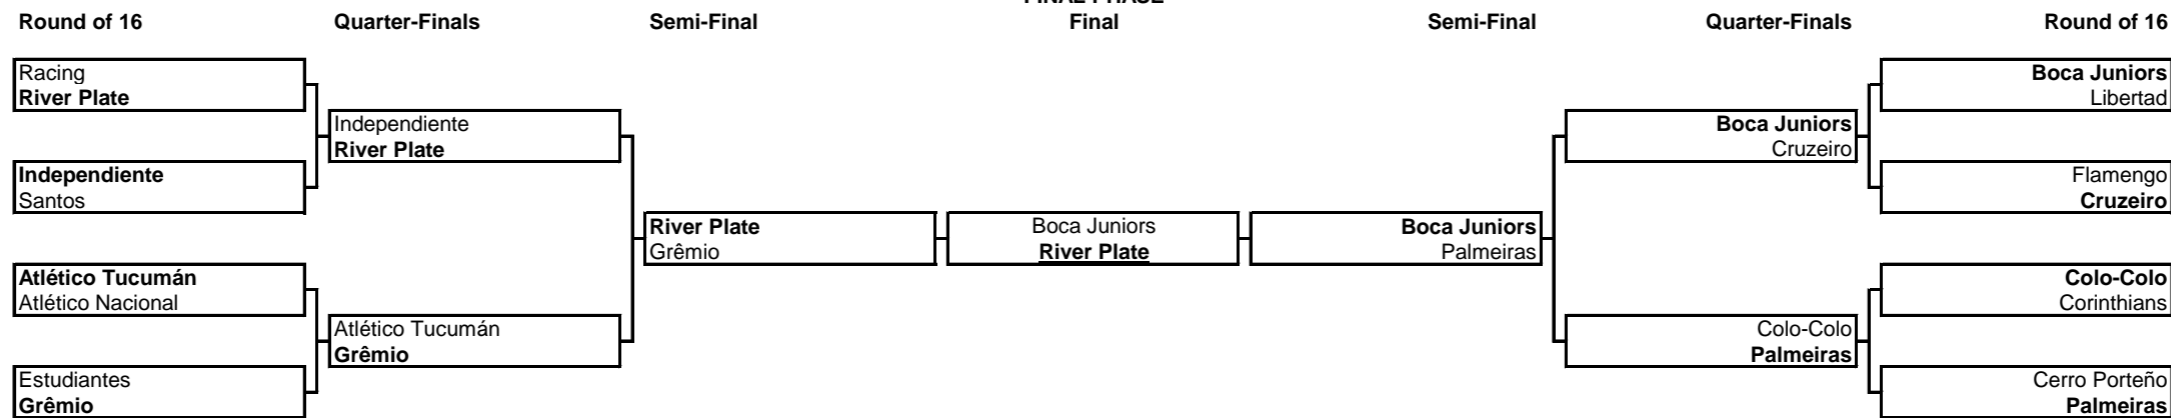 FINAL PHASE
Round of 16 Quarter-Finals Semi-Final Final Semi-Final Quarter-Finals Round of 16
Racing
River Plate
Independiente
Santos
Atlético Tucumán
Atlético Nacional
Estudiantes
Grêmio
Independiente
River Plate
Atlético Tucumán
Grêmio
River Plate
Grêmio
Boca Juniors
River Plate
Boca Juniors
Palmeiras
Boca Juniors
Cruzeiro
Colo-Colo
Palmeiras
Boca Juniors
Libertad
Flamengo
Cruzeiro
Colo-Colo
Corinthians
Cerro Porteño
Palmeiras